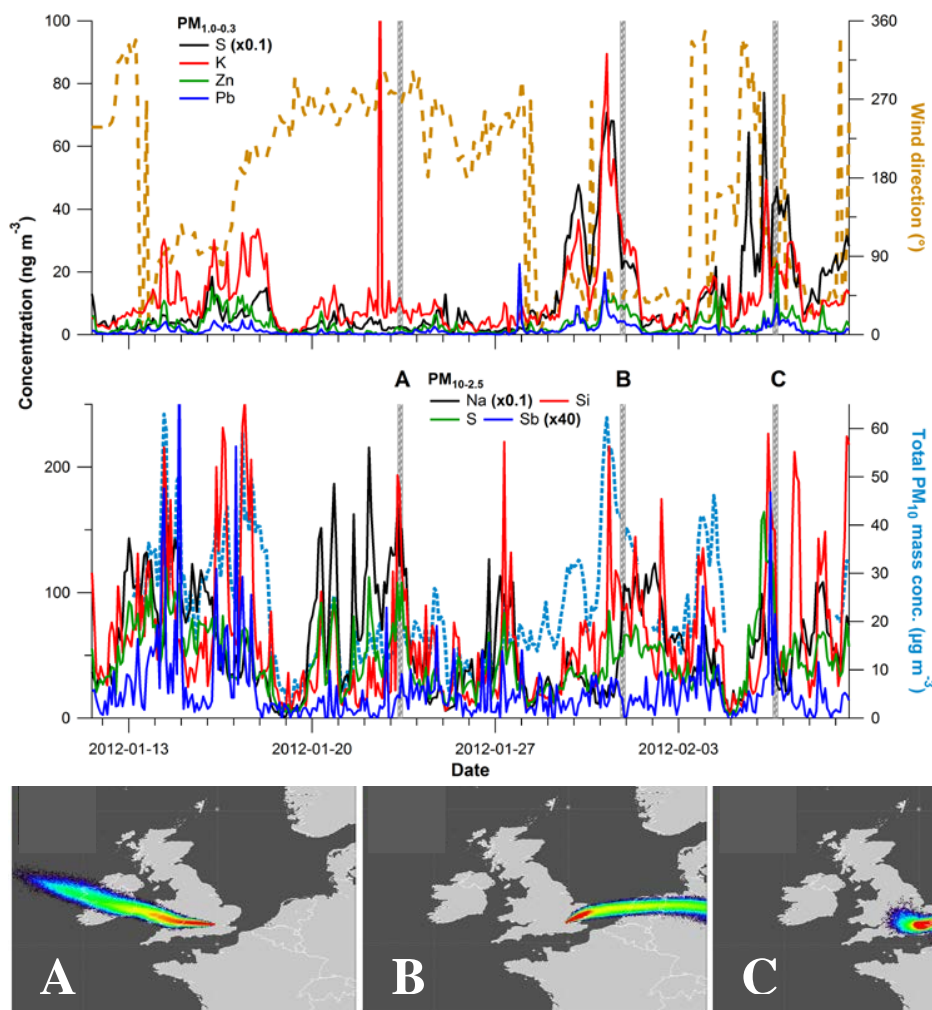 PM1.0-0.3
S (x0.1)
K
Zn
Pb
100
80
60
40
20
0
360
270
180
90
0
Wind direction (°)
Concentration (ng m-3)
A
B
C
PM10-2.5
Na (x0.1)
Si
S
Sb (x40)
200
100
0
60
50
40
30
20
10
0
Total PM10 mass conc. (µg m-3)
2012-01-13
2012-01-20
2012-01-27
2012-02-03
Date
A
B
C